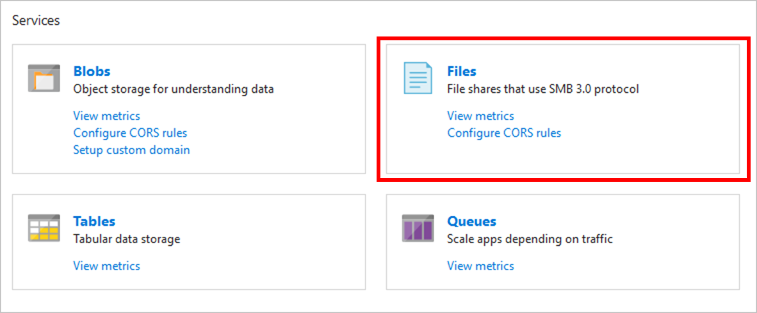 Services
Blobs
Object storage for understanding data
View metrics
Configure CORS rules
Setup custom domain
Files
File shares that use SMB 3.0 protocol
View metrics
Configure CORS rules
Tables
Tabular data storage
View metrics
Queues
Scale apps depending on traffic
View metrics